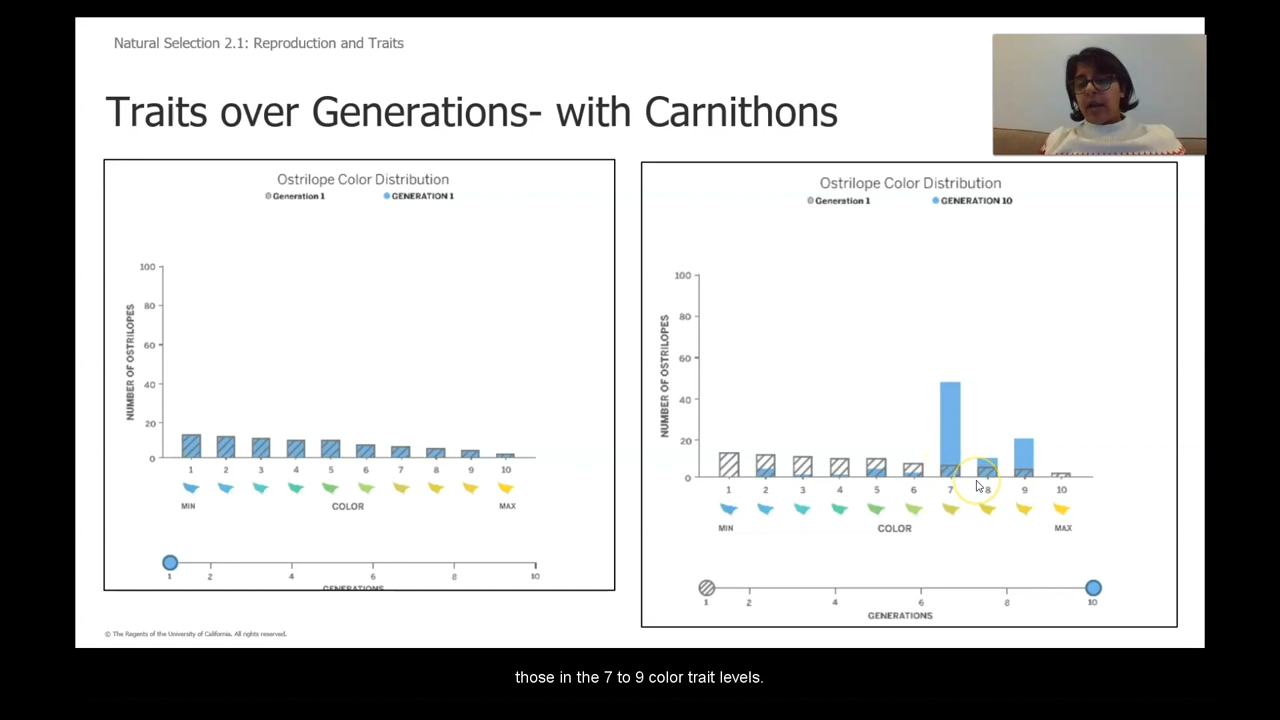 Natural Selection 2.1: Reproduction and Traits
Traits over Generations- with Carnithons
Ostrilope Color Distribution
Generation 1 GENERATION 1
100
80
60
40
20
0
NUMBER OF OSTRILOPES
1 2 3 4 5 6 7 8 9 10
MIN COLOR MAX
1 2 4 6 8 10
GENERATIONS
Ostrilope Color Distribution
Generation 1 GENERATION 10
100
80
60
40
20
0
NUMBER OF OSTRILOPES
1 2 3 4 5 6 7 8 9 10
MIN COLOR MAX
1 2 4 6 8 10
GENERATIONS
© The Regents of the University of California. All rights reserved.
those in the 7 to 9 color trait levels.